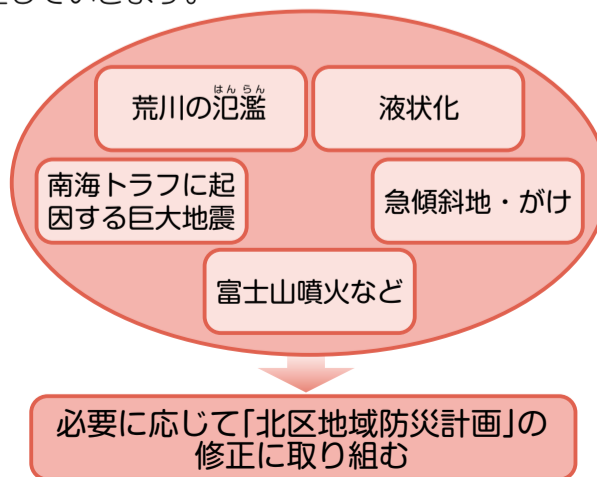 はんらん
荒川の氾濫
液状化
南海トラフに起
因する巨大地震
急傾斜地・がけ
富士山噴火など
必要に応じて「北区地域防災計画」の
修正に取り組む